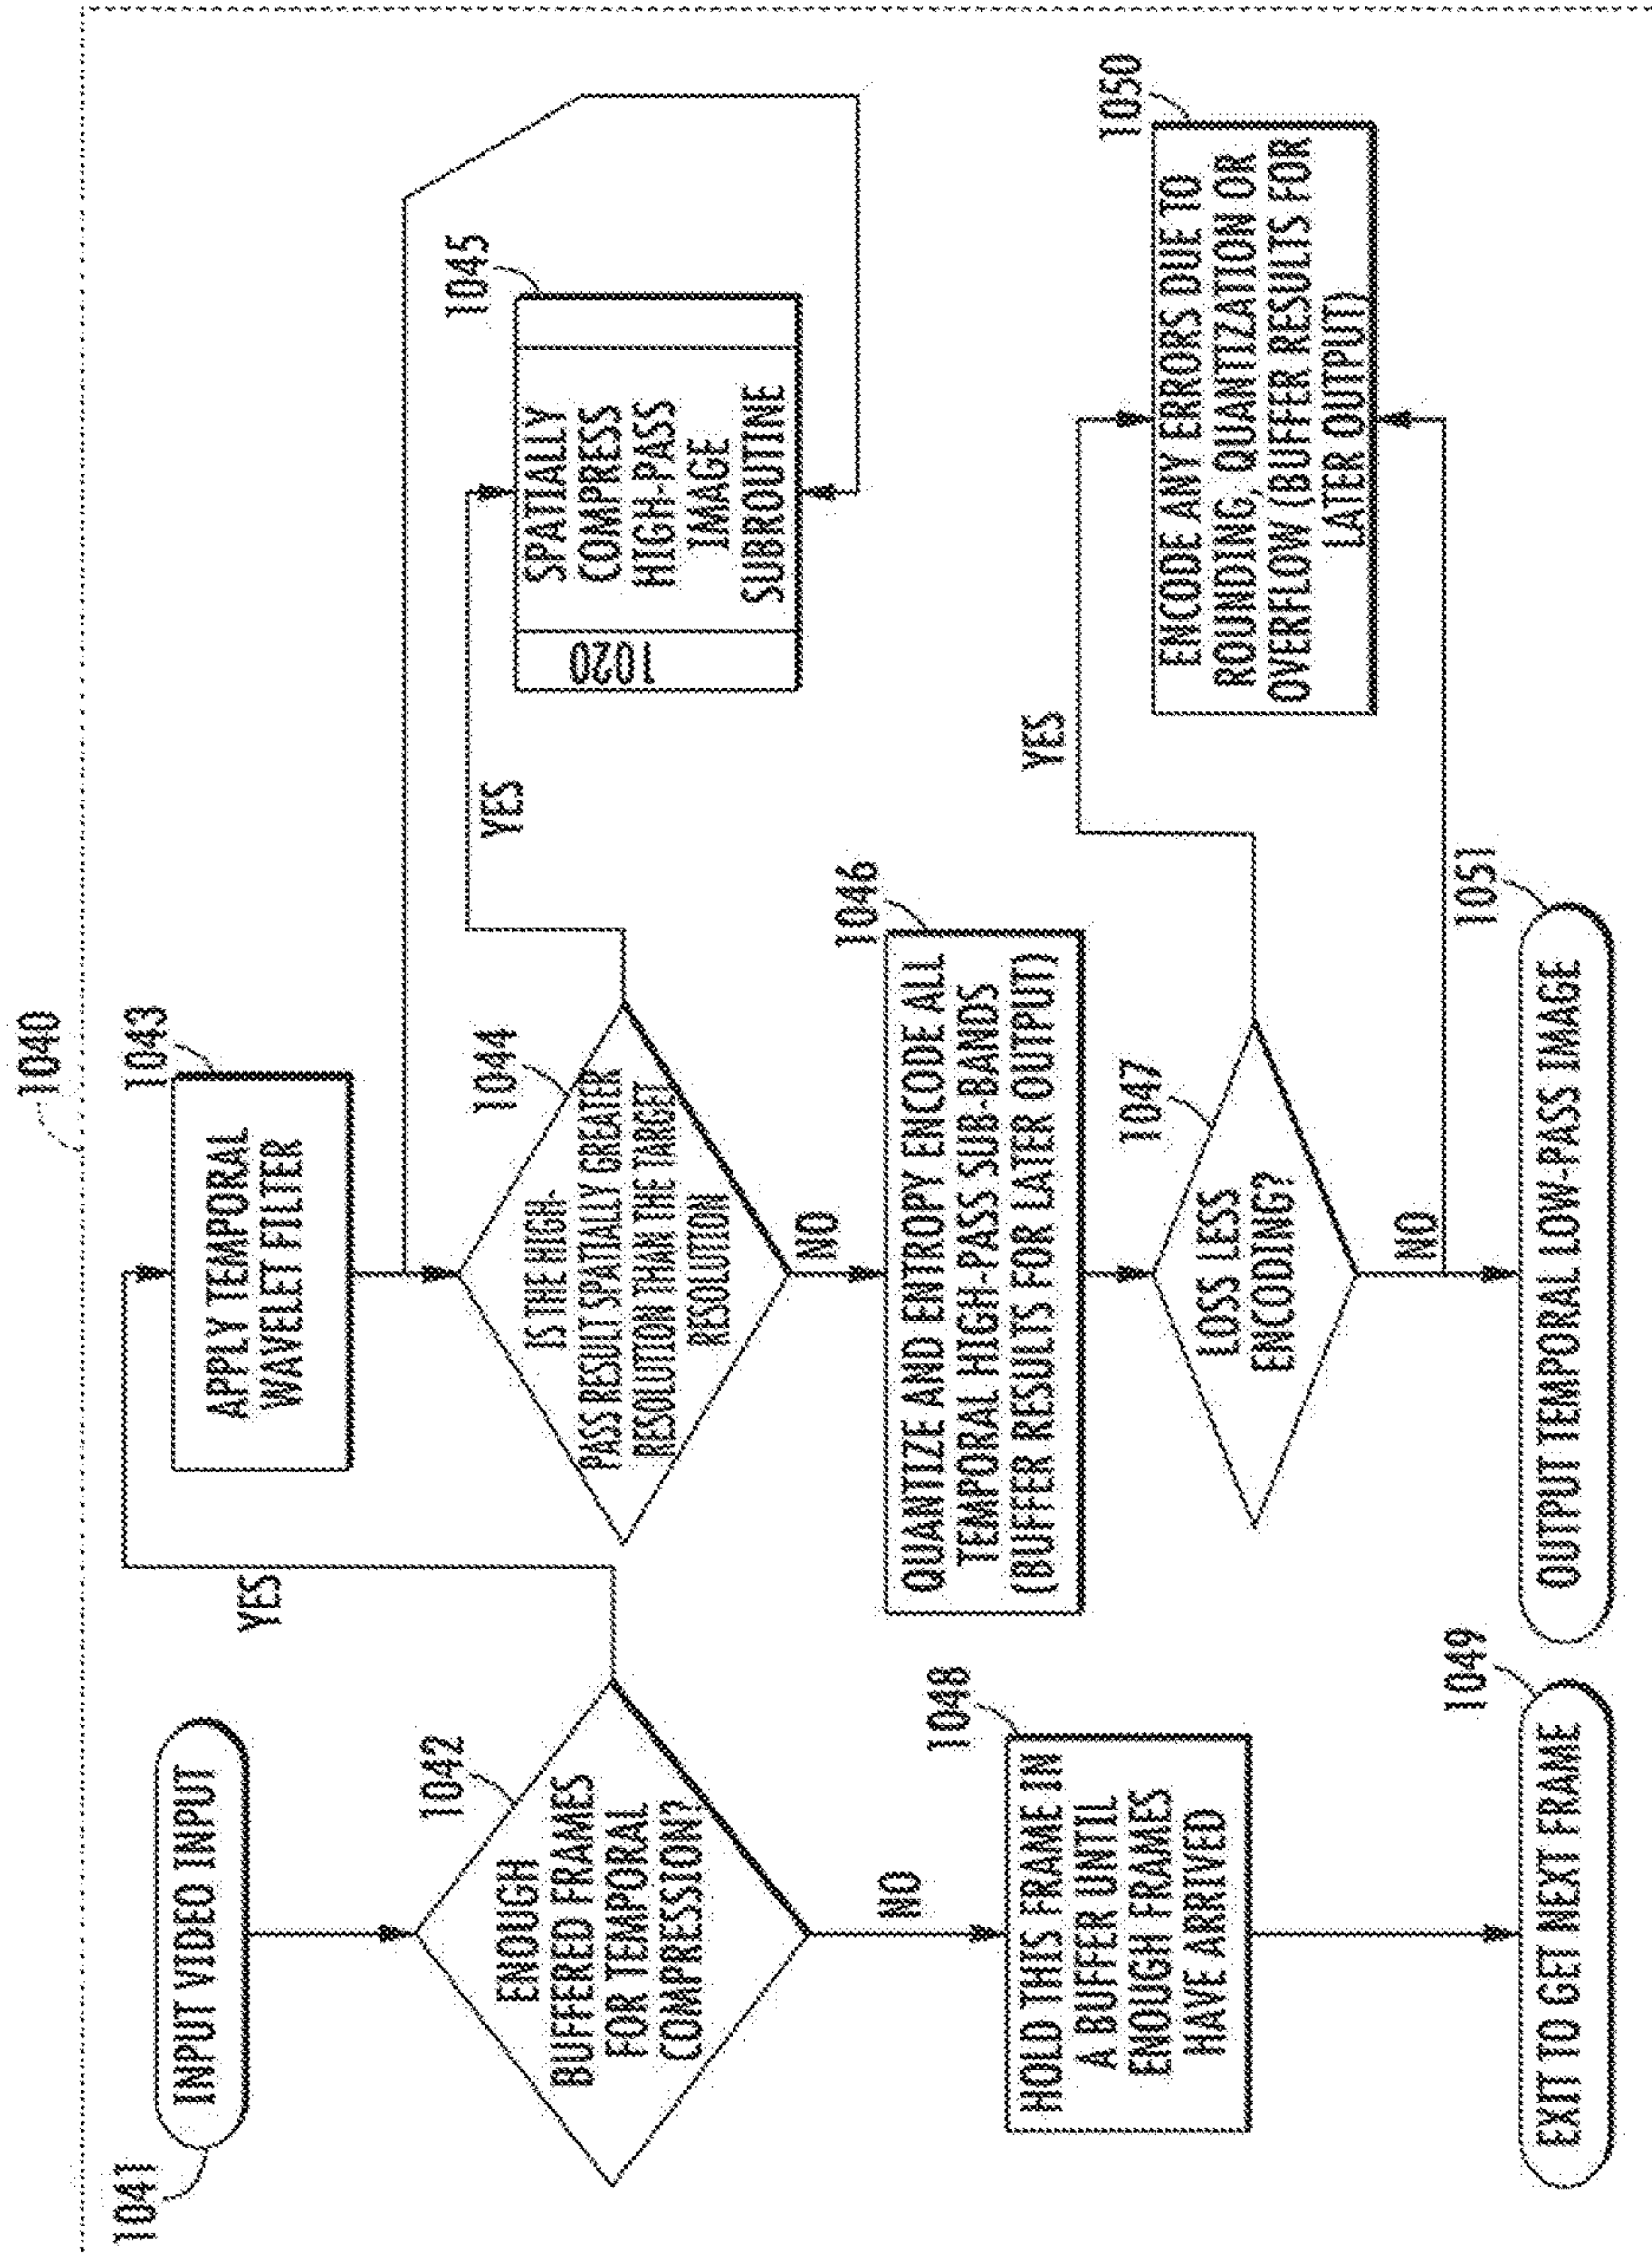 1040
1041
INPUT VIDEO INPUT
1042
ENOUGH
BUFFERED FRAMES
FOR TEMPORAL
COMPRESSION?
YES
NO
1048
HOLD THIS FRAME IN
A BUFFER UNTIL
ENOUGH FRAMES
HAVE ARRIVED
1049
EXIT TO GET NEXT FRAME
1043
APPLY TEMPORAL
WAVELET FILTER
1044
IS THE HIGH-
PASS RESULT SPATIALLY GREATER
RESOLUTION THAN THE TARGET
RESOLUTION
YES
NO
1045
1020
SPATIALLY
COMPRESS
HIGH-PASS
IMAGE
SUBROUTINE
1046
QUANTIZE AND ENTROPY ENCODE ALL
TEMPORAL HIGH-PASS SUB-BANDS
(BUFFER RESULTS FOR LATER OUTPUT)
1047
LOSS LESS
ENCODING?
YES
NO
1050
ENCODE ANY ERRORS DUE TO
ROUNDING, QUANTIZATION OR
OVERFLOW (BUFFER RESULTS FOR
LATER OUTPUT)
1051
OUTPUT TEMPORAL LOW-PASS IMAGE